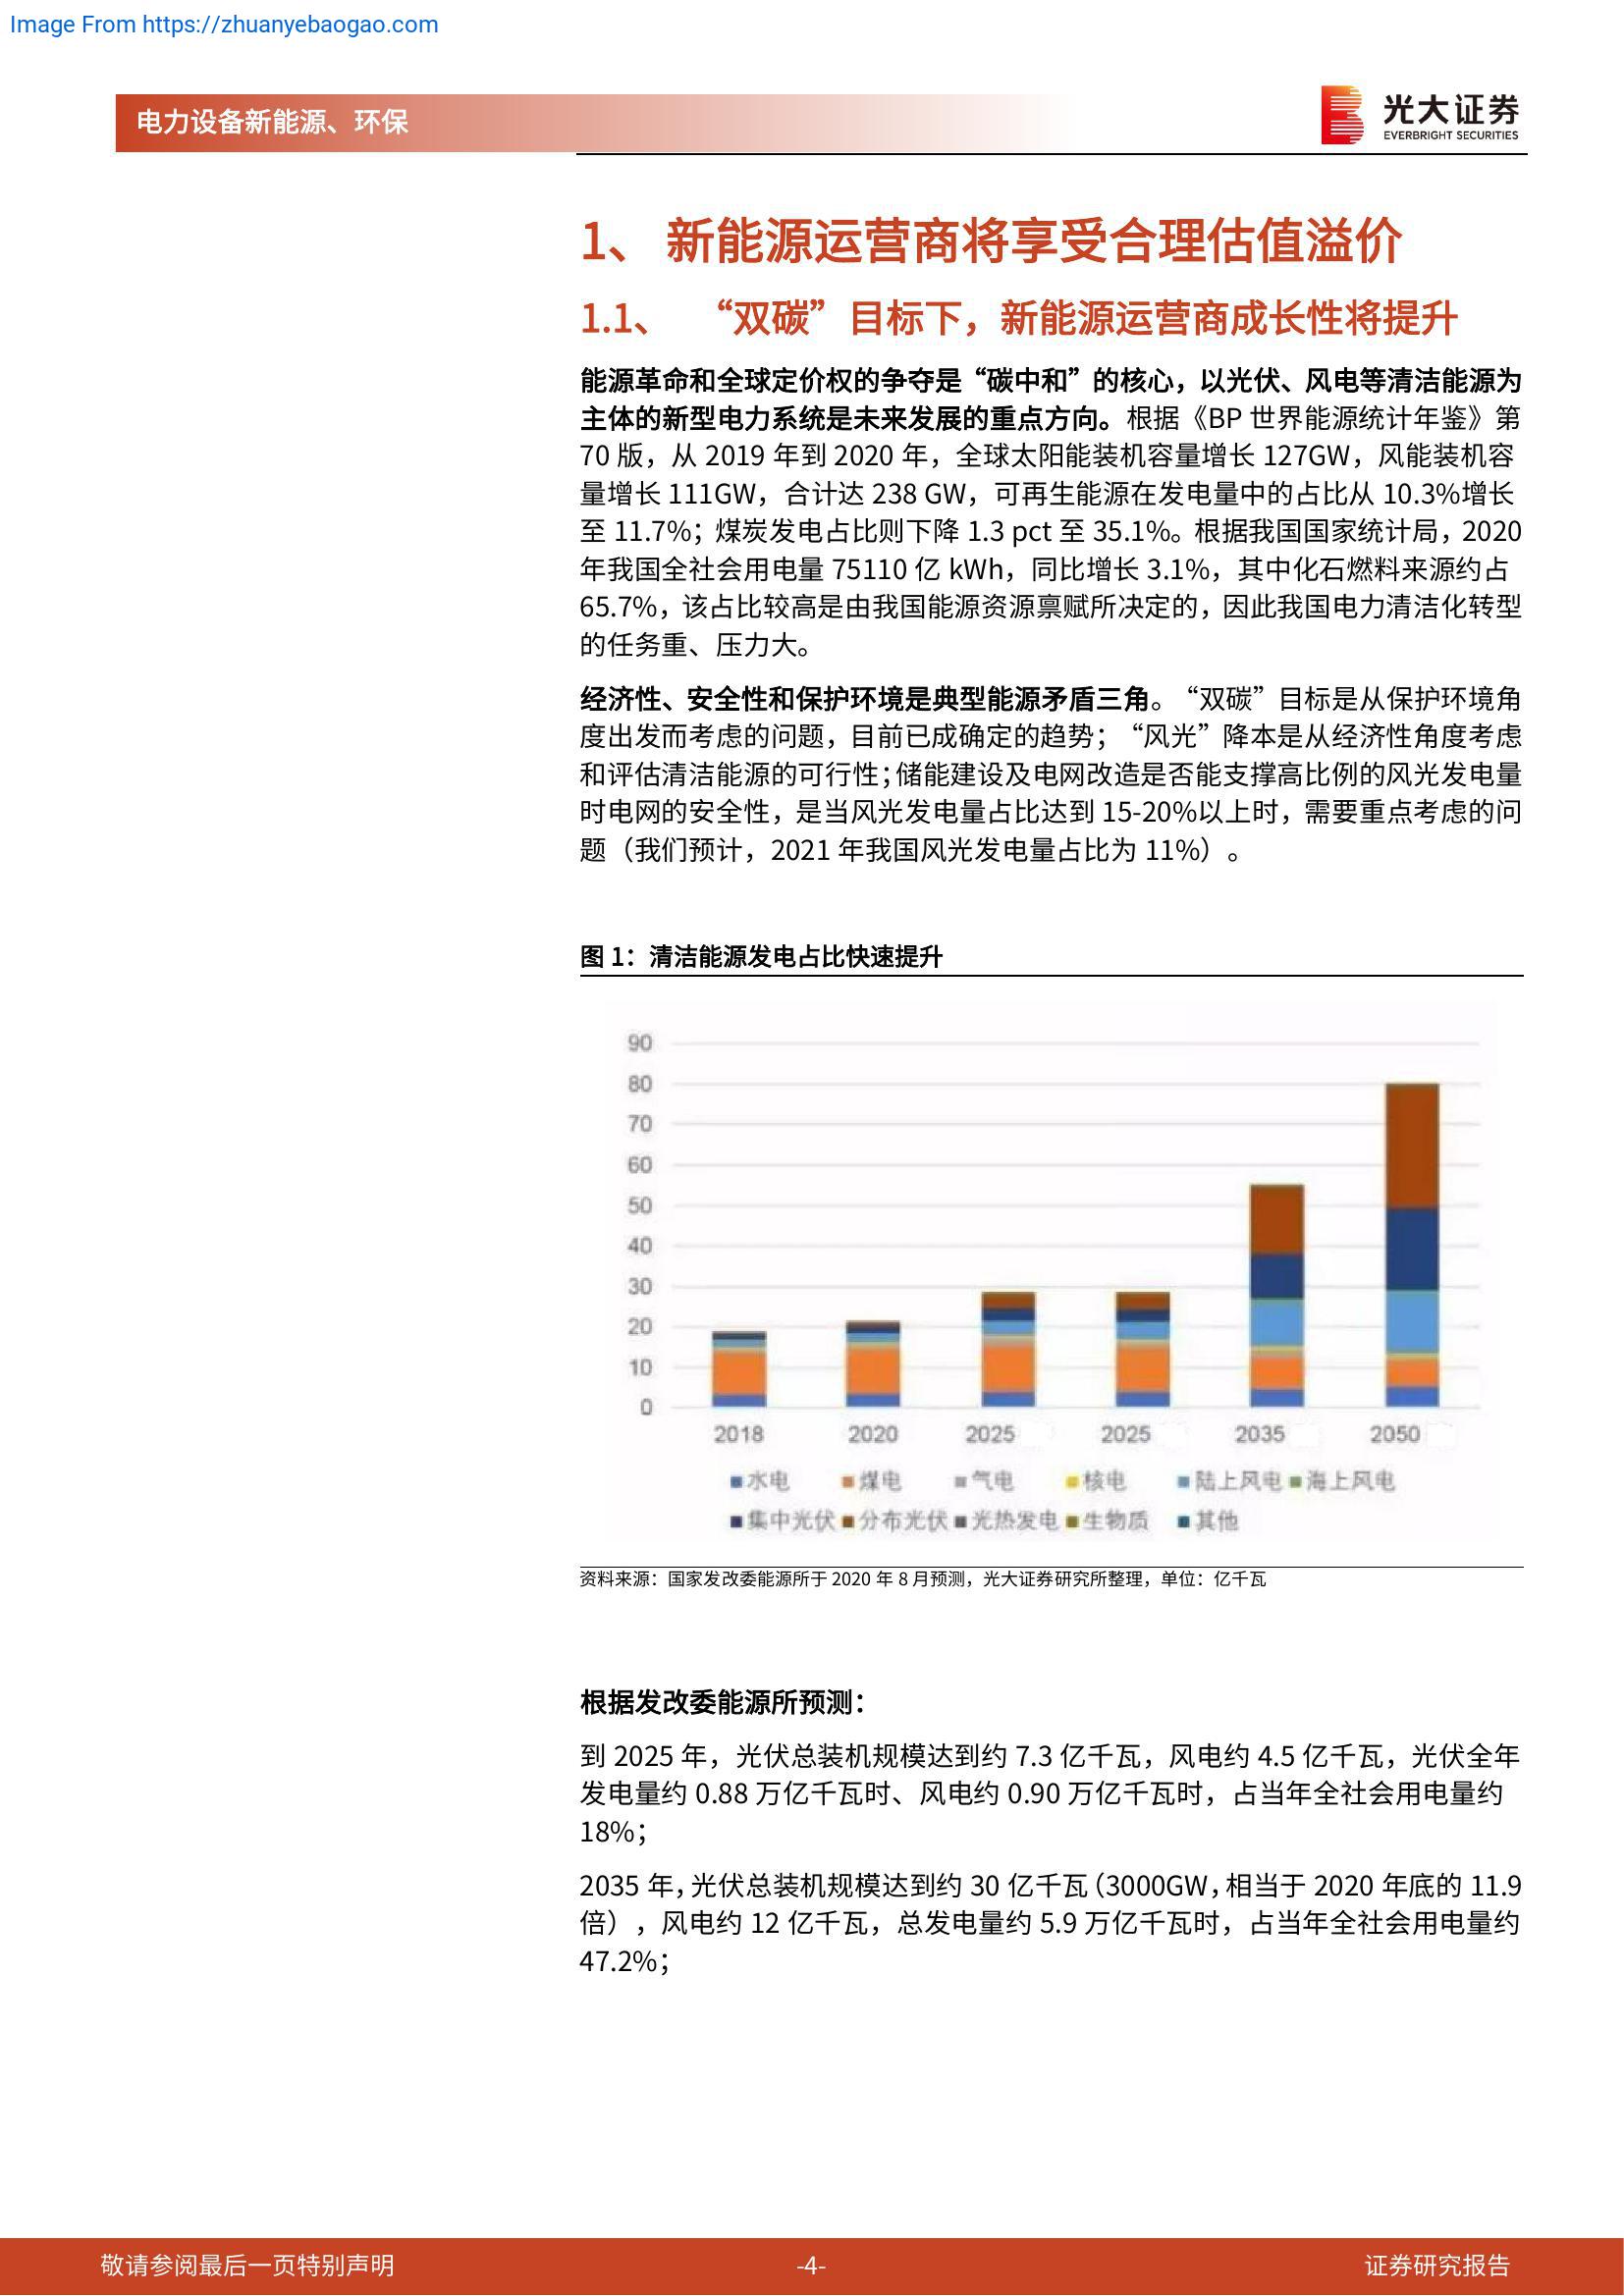 Image From https://zhuanyebaogao.com
电力设备新能源、环保
光大证券
EVERBRIGHT SECURITIES
1、 新能源运营商将享受合理估值溢价
1.1、 “双碳”目标下，新能源运营商成长性将提升
能源革命和全球定价权的争夺是“碳中和”的核心，以光伏、风电等清洁能源为
主体的新型电力系统是未来发展的重点方向。根据《BP 世界能源统计年鉴》第
70 版，从 2019 年到 2020 年，全球太阳能装机容量增长 127GW，风能装机容
量增长 111GW，合计达 238 GW，可再生能源在发电量中的占比从 10.3%增长
至 11.7%；煤炭发电占比则下降 1.3 pct 至 35.1%。根据我国国家统计局，2020
年我国全社会用电量 75110 亿 kWh，同比增长 3.1%，其中化石燃料来源约占
65.7%，该占比较高是由我国能源资源禀赋所决定的，因此我国电力清洁化转型
的任务重、压力大。
经济性、安全性和保护环境是典型能源矛盾三角。“双碳”目标是从保护环境角
度出发而考虑的问题，目前已成确定的趋势；“风光”降本是从经济性角度考虑
和评估清洁能源的可行性；储能建设及电网改造是否能支撑高比例的风光发电量
时电网的安全性，是当风光发电量占比达到 15-20%以上时，需要重点考虑的问
题（我们预计，2021 年我国风光发电量占比为 11%）。
图 1：清洁能源发电占比快速提升
90
80
70
60
50
40
30
20
10
0
2018 2020 2025 2025 2035 2050
水电 煤电 气电 核电 陆上风电 海上风电
集中光伏 分布光伏 光热发电 生物质 其他
资料来源：国家发改委能源所于 2020 年 8 月预测，光大证券研究所整理，单位：亿千瓦
根据发改委能源所预测：
到 2025 年，光伏总装机规模达到约 7.3 亿千瓦，风电约 4.5 亿千瓦，光伏全年
发电量约 0.88 万亿千瓦时、风电约 0.90 万亿千瓦时，占当年全社会用电量约
18%；
2035 年，光伏总装机规模达到约 30 亿千瓦（3000GW，相当于 2020 年底的 11.9
倍），风电约 12 亿千瓦，总发电量约 5.9 万亿千瓦时，占当年全社会用电量约
47.2%；
敬请参阅最后一页特别声明 -4- 证券研究报告